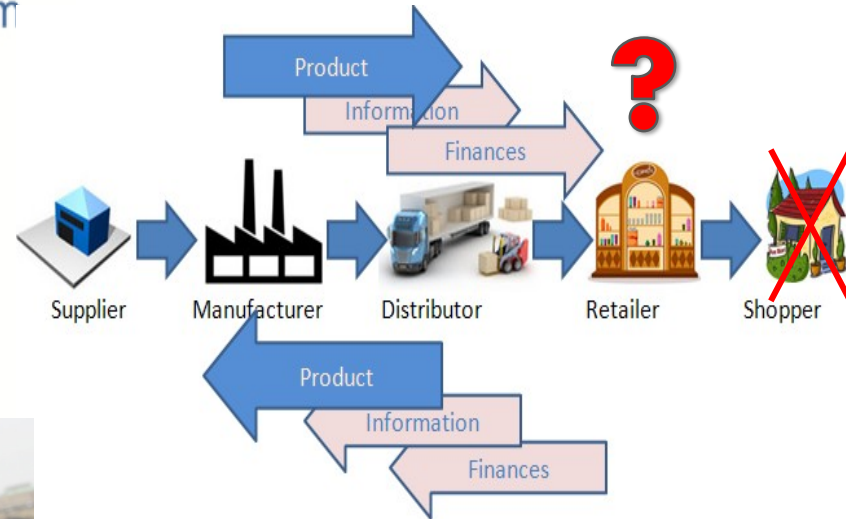 Product
Information
Finances
Supplier
Manufacturer
Distributor
Retailer
Shopper
Product
Information
Finances